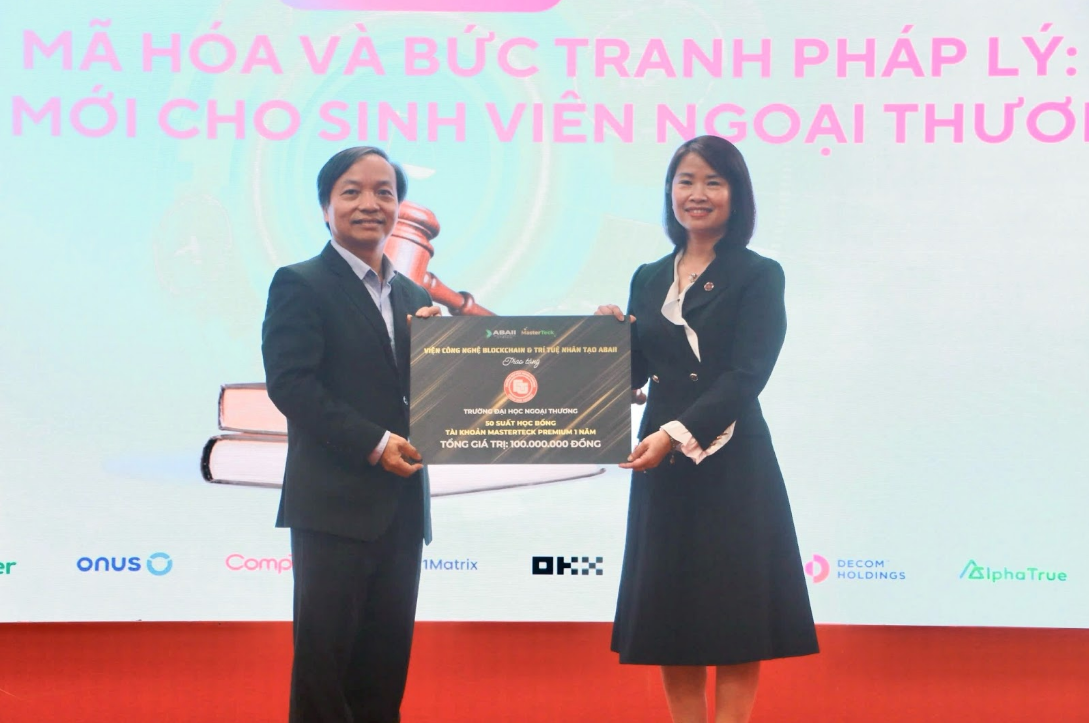 MÃ HÓA VÀ BỨC TRANH PHÁP LÝ:
MỚI CHO SINH VIÊN NGOẠI THƯƠ
ABAII MasterTeck
VIỆN CÔNG NGHỆ BLOCKCHAIN & TRÍ TUỆ NHÂN TẠO ABAII
Trao tặng
TRƯỜNG ĐẠI HỌC NGOẠI THƯƠNG
50 SUẤT HỌC BỔNG
TÀI KHOẢN MASTERTECK PREMIUM 1 NĂM
TỔNG GIÁ TRỊ: 100.000.000 ĐỒNG
er onus Comp 1Matrix OKX DECOM HOLDINGS AlphaTrue